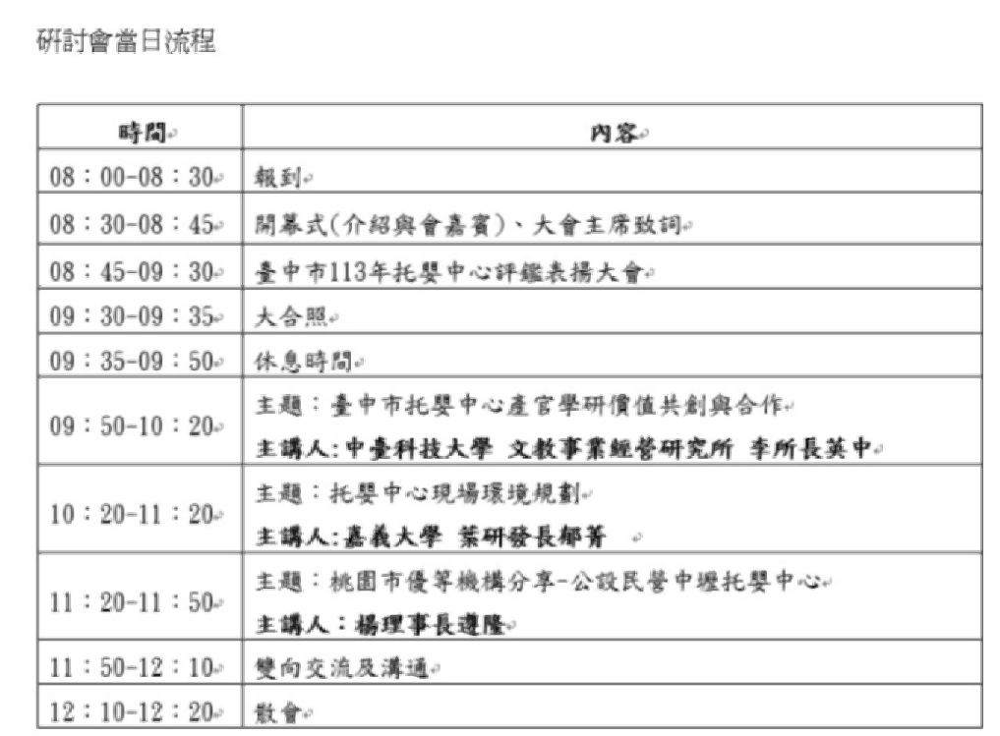 研討會當日流程
時間 內容
08：00-08：30 報到
08：30-08：45 開幕式(介紹與會嘉賓)、大會主席致詞
08：45-09：30 臺中市113年托嬰中心評鑑表揚大會
09：30-09：35 大合照
09：35-09：50 休息時間
09：50-10：20 主題：臺中市托嬰中心產官學研價值共創與合作
主講人:中臺科技大學 文教事業經營研究所 李所長英中
10：20-11：20 主題：托嬰中心現場環境規劃
主講人:嘉義大學 葉研發長郁菁
11：20-11：50 主題：桃園市優等機構分享-公設民營中壢托嬰中心
主講人：楊理事長遵隆
11：50-12：10 雙向交流及溝通
12：10-12：20 散會